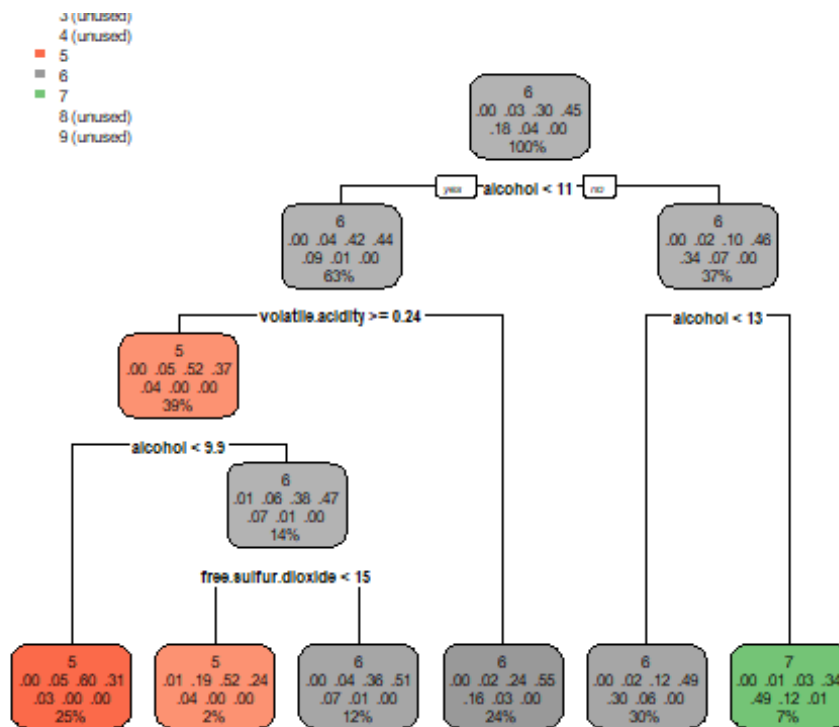 3 (unused)
4 (unused)
5
6
7
8 (unused)
9 (unused)
6
.00 .03 .30 .45
.18 .04 .00
100%
yes alcohol < 11 no
6
.00 .04 .42 .44
.09 .01 .00
63%
6
.00 .02 .10 .46
.34 .07 .00
37%
volatile.acidity >= 0.24
alcohol < 13
5
.00 .05 .52 .37
.04 .00 .00
39%
alcohol < 9.9
6
.01 .06 .38 .47
.07 .01 .00
14%
free.sulfur.dioxide < 15
5
.00 .05 .60 .31
.03 .00 .00
25%
5
.01 .19 .52 .24
.04 .00 .00
2%
6
.00 .04 .36 .51
.07 .01 .00
12%
6
.00 .02 .24 .55
.16 .03 .00
24%
6
.00 .02 .12 .49
.30 .06 .00
30%
7
.00 .01 .03 .34
.49 .12 .01
7%